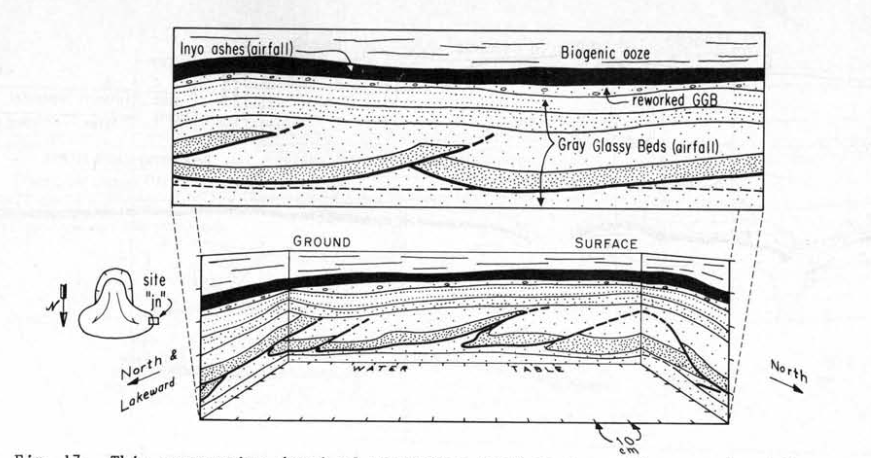 Inyo ashes (airfall)
Biogenic ooze
reworked GGB
Gray Glassy Beds (airfall)
GROUND SURFACE
site
"jn"
N
North &
Lakeward
WATER TABLE
North
10
cm
Fig. 17. This